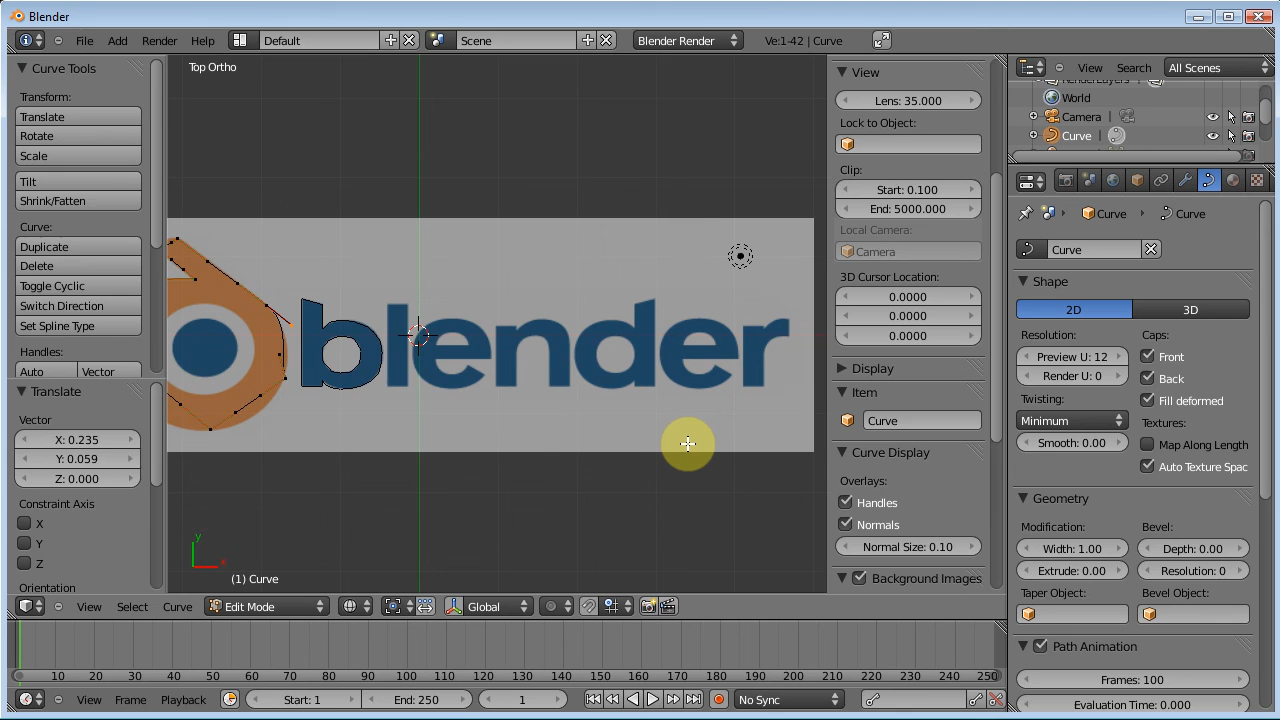 Blender
File Add Render Help Default Scene Blender Render Ve:1-42 | Curve
Curve Tools
Transform:
Translate
Rotate
Scale
Tilt
Shrink/Fatten
Curve:
Duplicate
Delete
Toggle Cyclic
Switch Direction
Set Spline Type
Handles:
Auto Vector
Translate
Vector
X: 0.235
Y: 0.059
Z: 0.000
Constraint Axis
X
Y
Z
Orientation
Top Ortho
blender
y
x
(1) Curve
View
Lens: 35.000
Lock to Object:
Clip:
Start: 0.100
End: 5000.000
Local Camera:
Camera
3D Cursor Location:
0.0000
0.0000
0.0000
Display
Item
Curve
Curve Display
Overlays:
Handles
Normals
Normal Size: 0.10
Background Images
View Search All Scenes
RenderLayers
World
Camera
Curve
Curve Curve
Curve
Shape
2D 3D
Resolution: Caps:
Preview U: 12 Front
Render U: 0 Back
Twisting: Fill deformed
Minimum Textures:
Smooth: 0.00 Map Along Length
Auto Texture Spac
Geometry
Modification: Bevel:
Width: 1.00 Depth: 0.00
Extrude: 0.00 Resolution: 0
Taper Object: Bevel Object:
Path Animation
Frames: 100
Evaluation Time: 0.000
View Select Curve Edit Mode Global
10 20 30 40 50 60 70 80 90 100 110 120 130 140 150 160 170 180 190 200 210 220 230 240 250
View Frame Playback Start: 1 End: 250 1 No Sync